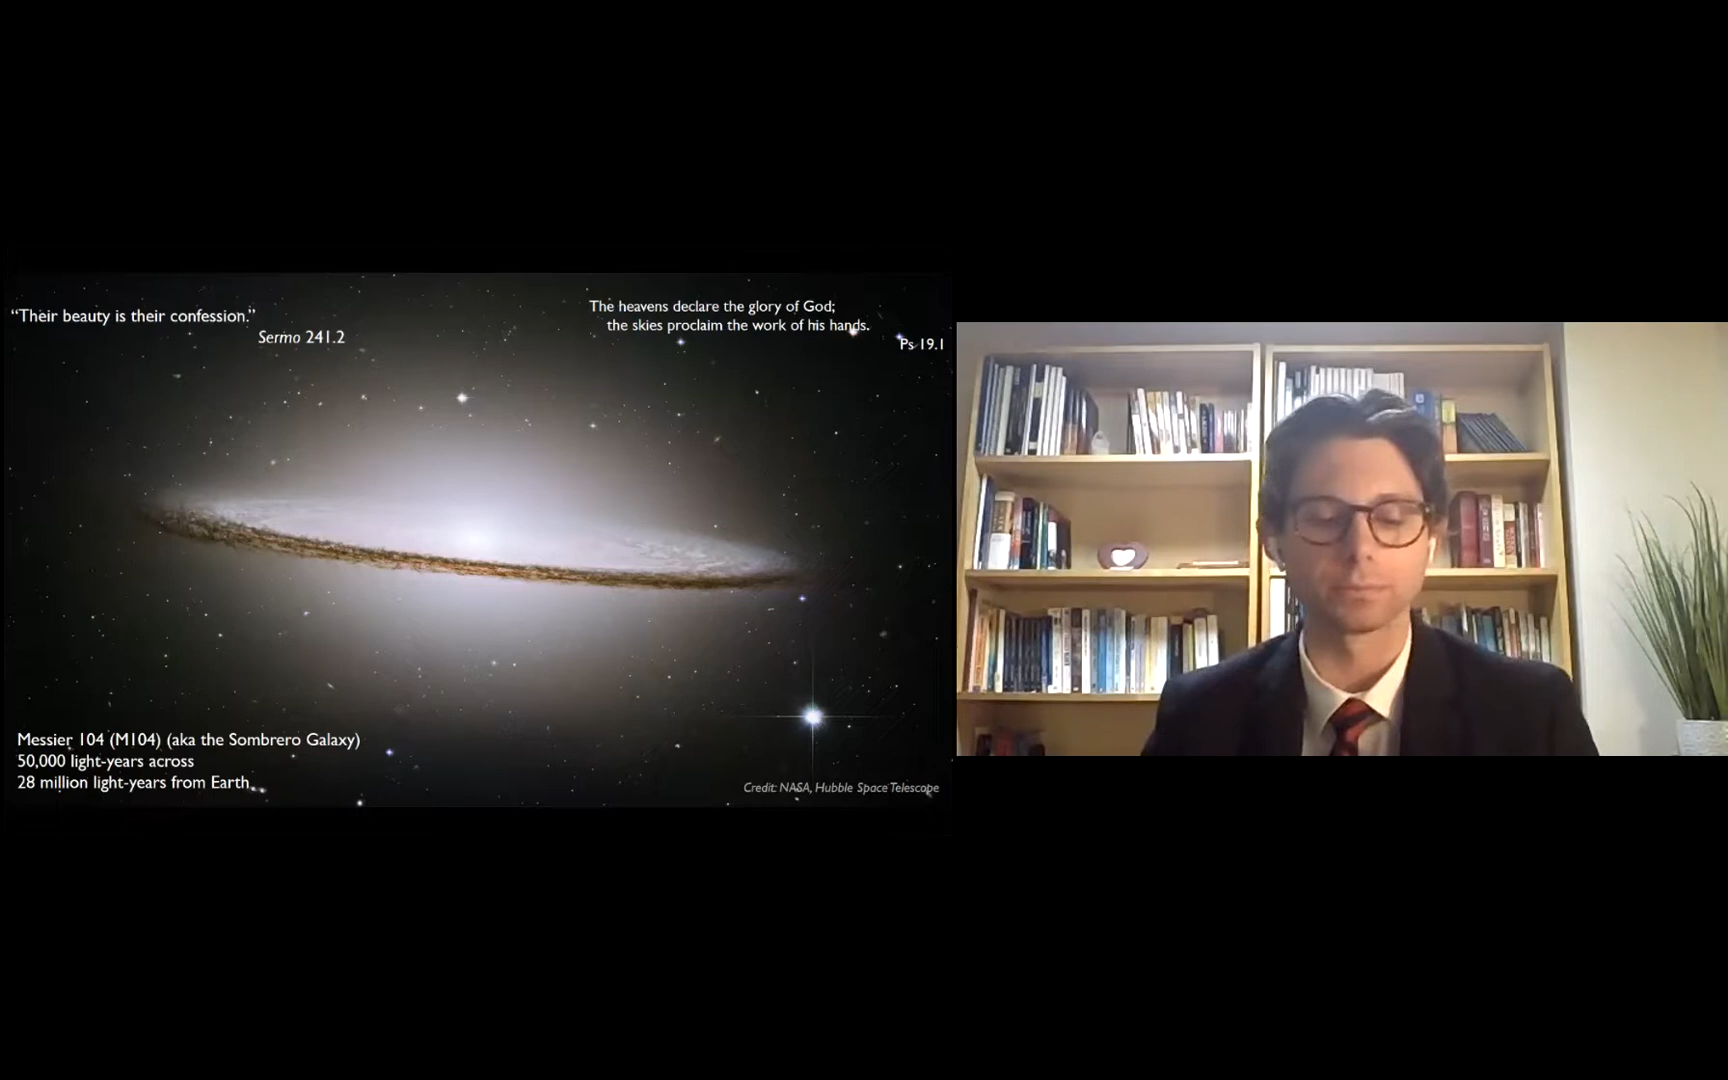 “Their beauty is their confession.”
Sermo 241.2
The heavens declare the glory of God;
the skies proclaim the work of his hands.
Ps 19.1
Messier 104 (M104) (aka the Sombrero Galaxy)
50,000 light-years across
28 million light-years from Earth
Credit: NASA, Hubble Space Telescope